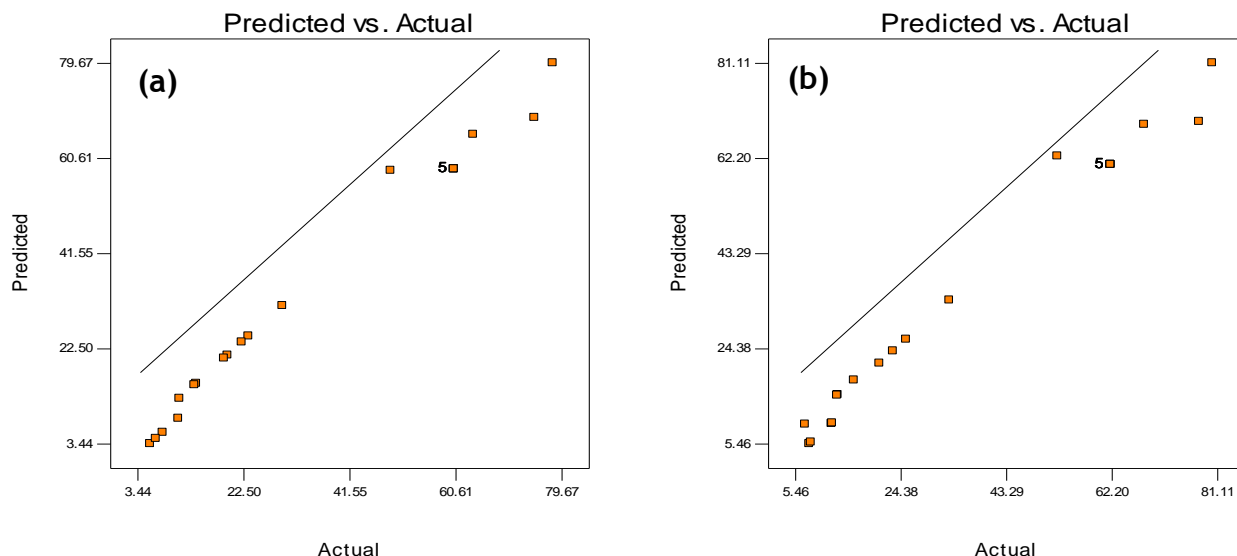 Predicted vs. Actual
(a)
79.67
60.61
41.55
22.50
3.44
Predicted
5
3.44 22.50 41.55 60.61 79.67
Actual
Predicted vs. Actual
(b)
81.11
62.20
43.29
24.38
5.46
Predicted
5
5.46 24.38 43.29 62.20 81.11
Actual